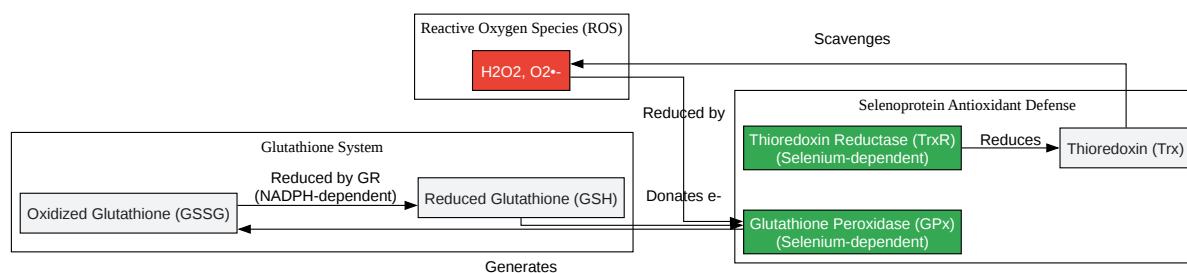 Reactive Oxygen Species (ROS)
H2O2, O2•-
Scavenges
Reduced by
Selenoprotein Antioxidant Defense
Thioredoxin Reductase (TrxR)
(Selenium-dependent)
Reduces
Thioredoxin (Trx)
Glutathione System
Reduced by GR
(NADPH-dependent)
Oxidized Glutathione (GSSG)
Reduced Glutathione (GSH)
Donates e-
Glutathione Peroxidase (GPx)
(Selenium-dependent)
Generates